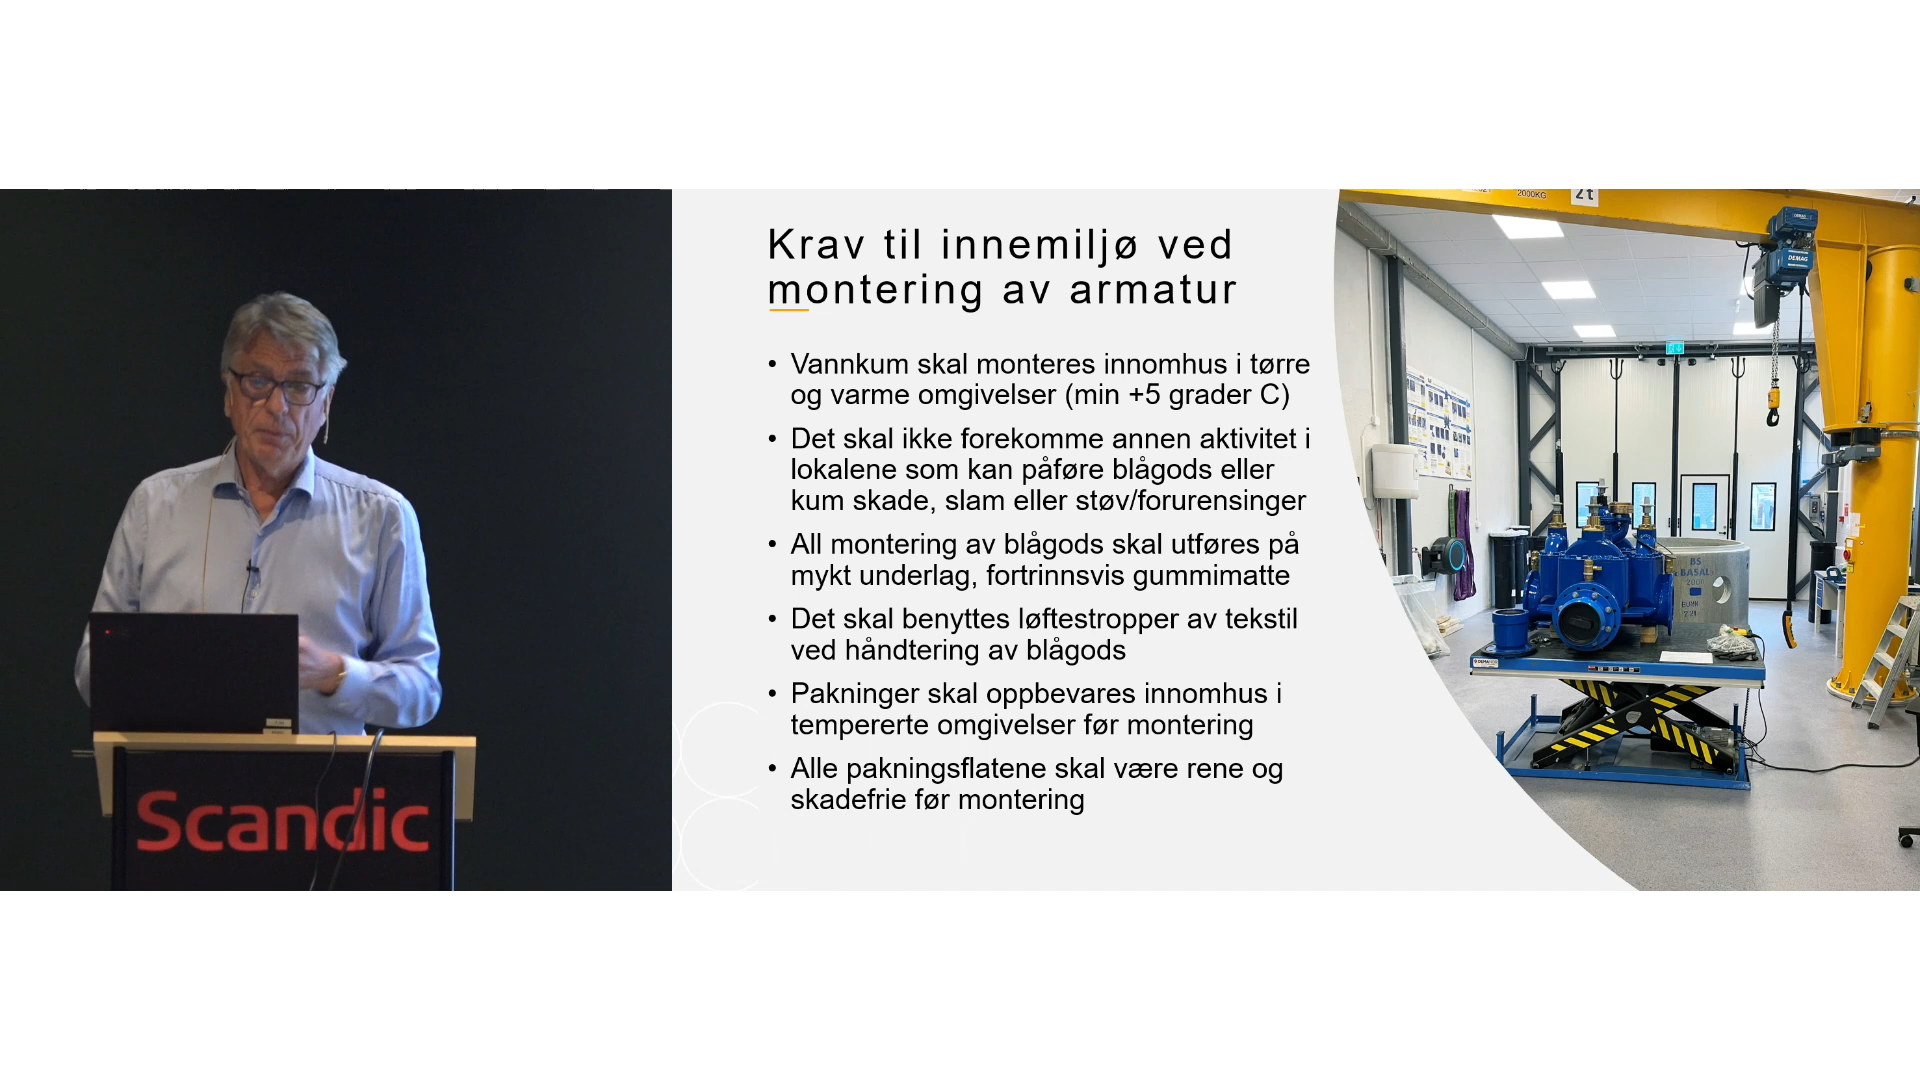 Krav til innemiljø ved
montering av armatur
• Vannkum skal monteres innomhus i tørre
og varme omgivelser (min +5 grader C)
• Det skal ikke forekomme annen aktivitet i
lokalene som kan påføre blågods eller
kum skade, slam eller støv/forurensinger
• All montering av blågods skal utføres på
mykt underlag, fortrinnsvis gummimatte
• Det skal benyttes løftestropper av tekstil
ved håndtering av blågods
• Pakninger skal oppbevares innomhus i
tempererte omgivelser før montering
• Alle pakningsflatene skal være rene og
skadefrie før montering
Scandic
2000KG
2t
DEMAG
BS
BASAL